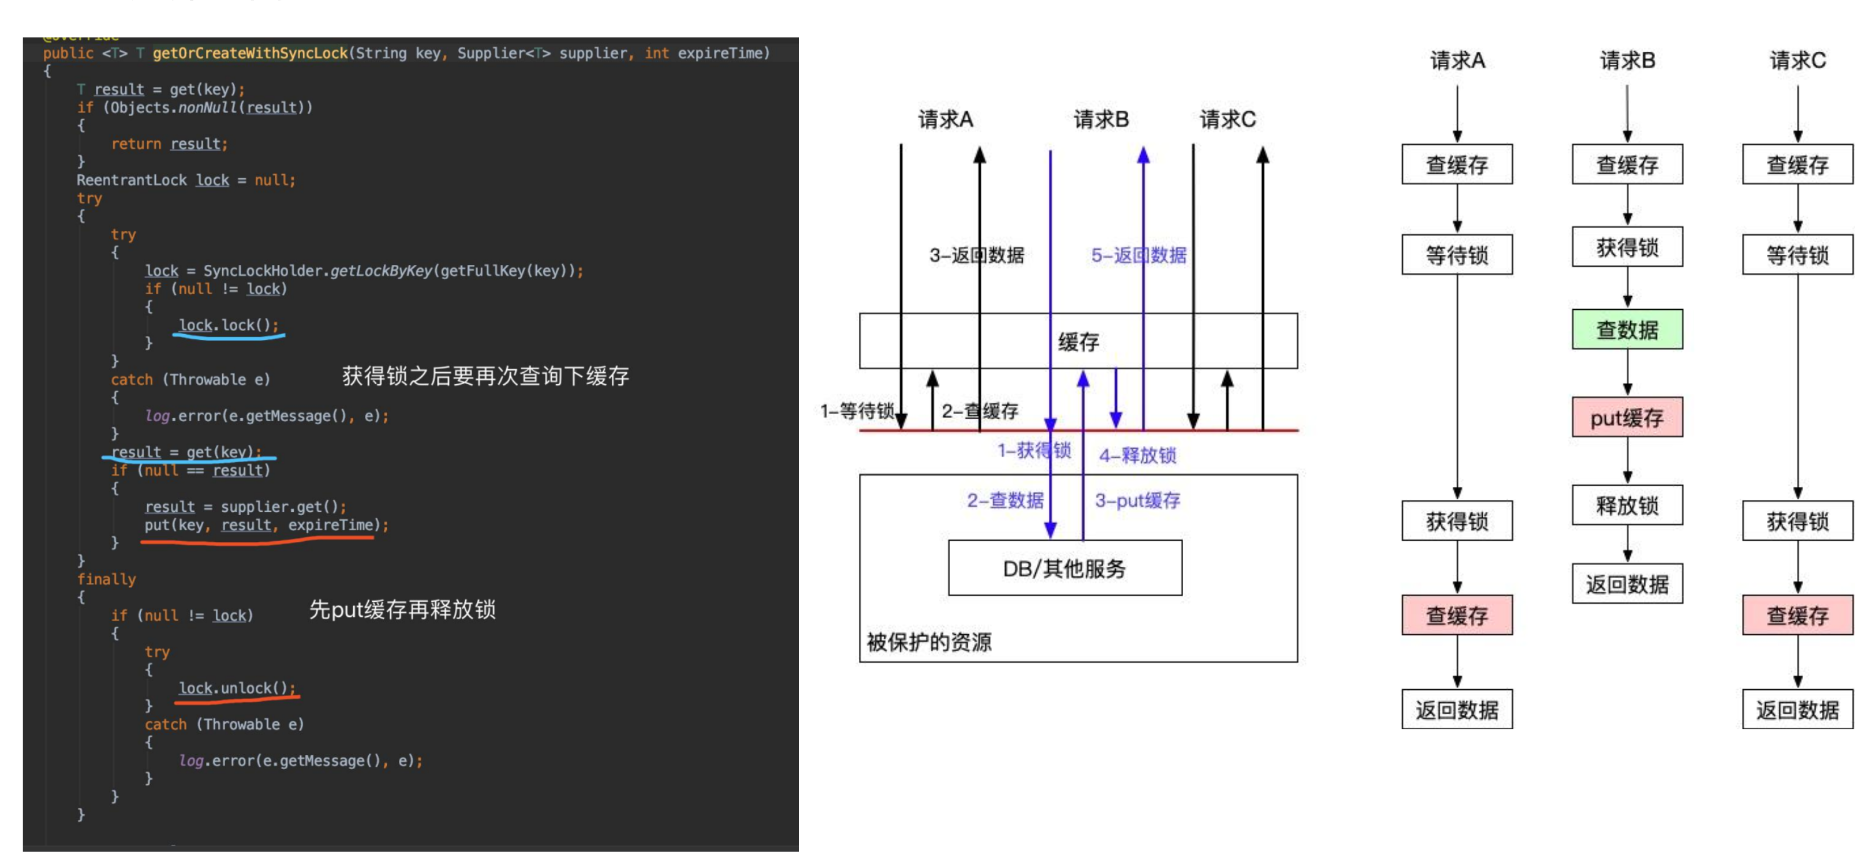 @Override
public <T> T getOrCreateWithSyncLock(String key, Supplier<T> supplier, int expireTime)
{
T result = get(key);
if (Objects.nonNull(result))
{
return result;
}
ReentrantLock lock = null;
try
{
try
{
lock = SyncLockHolder.getLockByKey(getFullKey(key));
if (null != lock)
{
lock.lock();
}
}
catch (Throwable e)
获得锁之后要再次查询下缓存
{
log.error(e.getMessage(), e);
}
result = get(key);
if (null == result)
{
result = supplier.get();
put(key, result, expireTime);
}
}
finally
{
if (null != lock)
先put缓存再释放锁
{
try
{
lock.unlock();
}
catch (Throwable e)
{
log.error(e.getMessage(), e);
}
}
}
请求A
请求B
请求C
3-返回数据
5-返回数据
缓存
1-等待锁
2-查缓存
1-获得锁
4-释放锁
2-查数据
3-put缓存
DB/其他服务
被保护的资源
请求A
查缓存
等待锁
获得锁
查缓存
返回数据
请求B
查缓存
获得锁
查数据
put缓存
释放锁
返回数据
请求C
查缓存
等待锁
获得锁
查缓存
返回数据